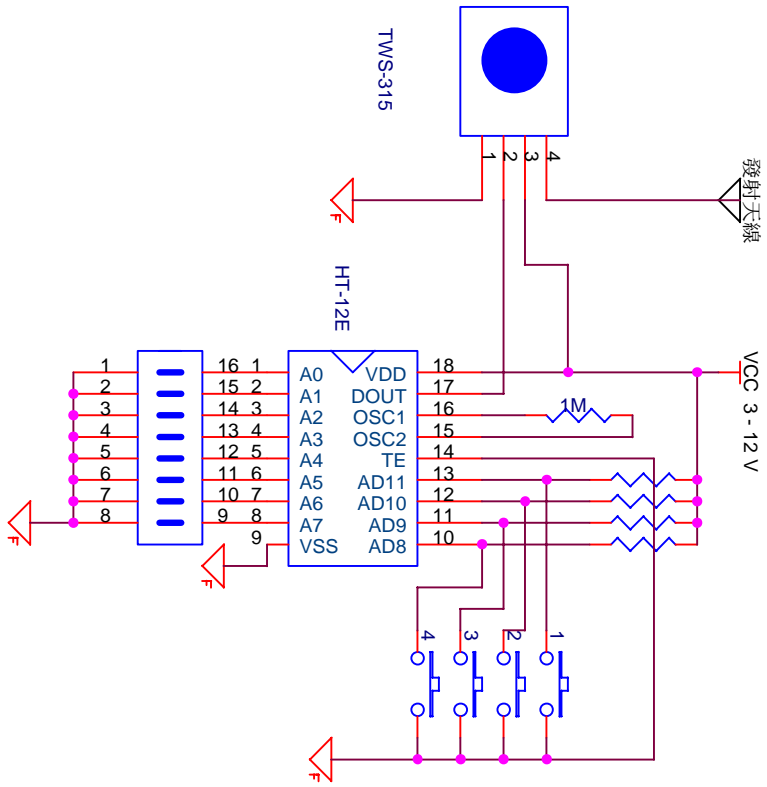 TWS-315
1
2
3
4
發射天線
HT-12E
VCC 3 - 12 V
F
1 16 1 A0 VDD 18
2 15 2 A1 DOUT 17
3 14 3 A2 OSC1 16 1M
4 13 4 A3 OSC2 15
5 12 5 A4 TE 14
6 11 6 A5 AD11 13
7 10 7 A6 AD10 12
8 9 8 A7 AD9 11
9 VSS AD8 10
F
F
4 3 2 1
F